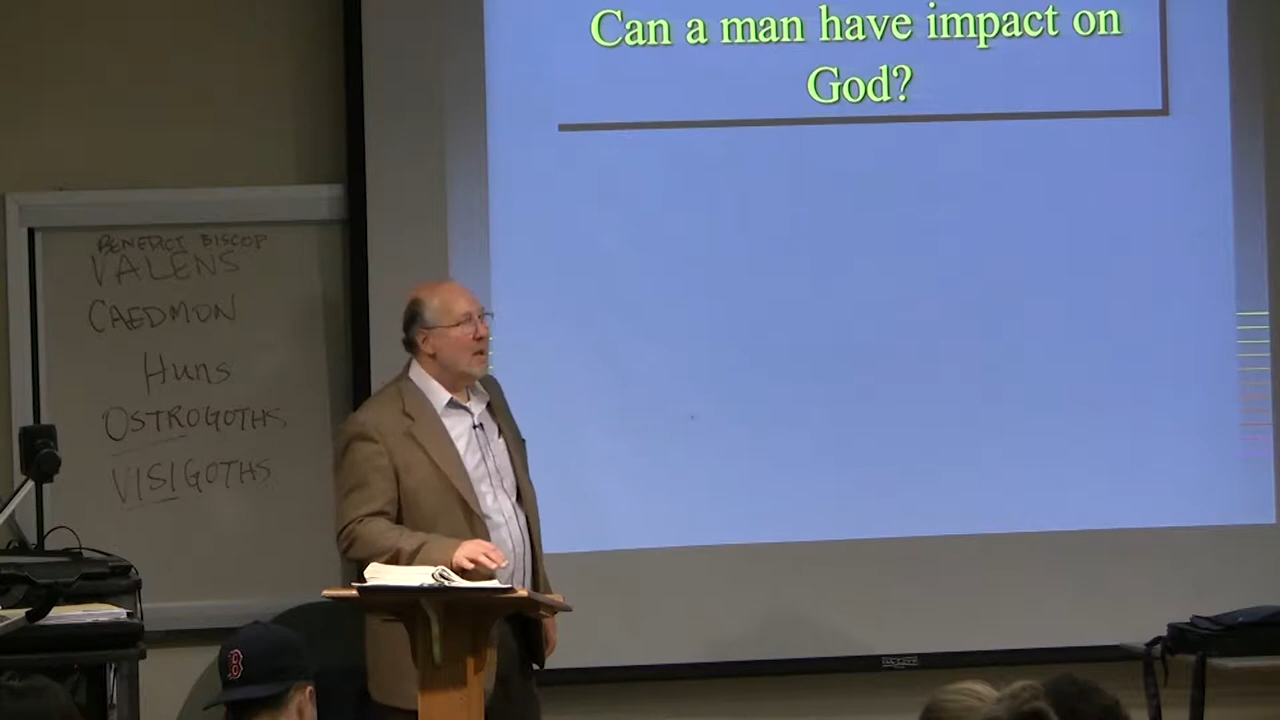 Can a man have impact on
God?
BENEDICT BISCOP
VALENS
CAEDMON
Huns
OSTROGOTHS
VISIGOTHS
B